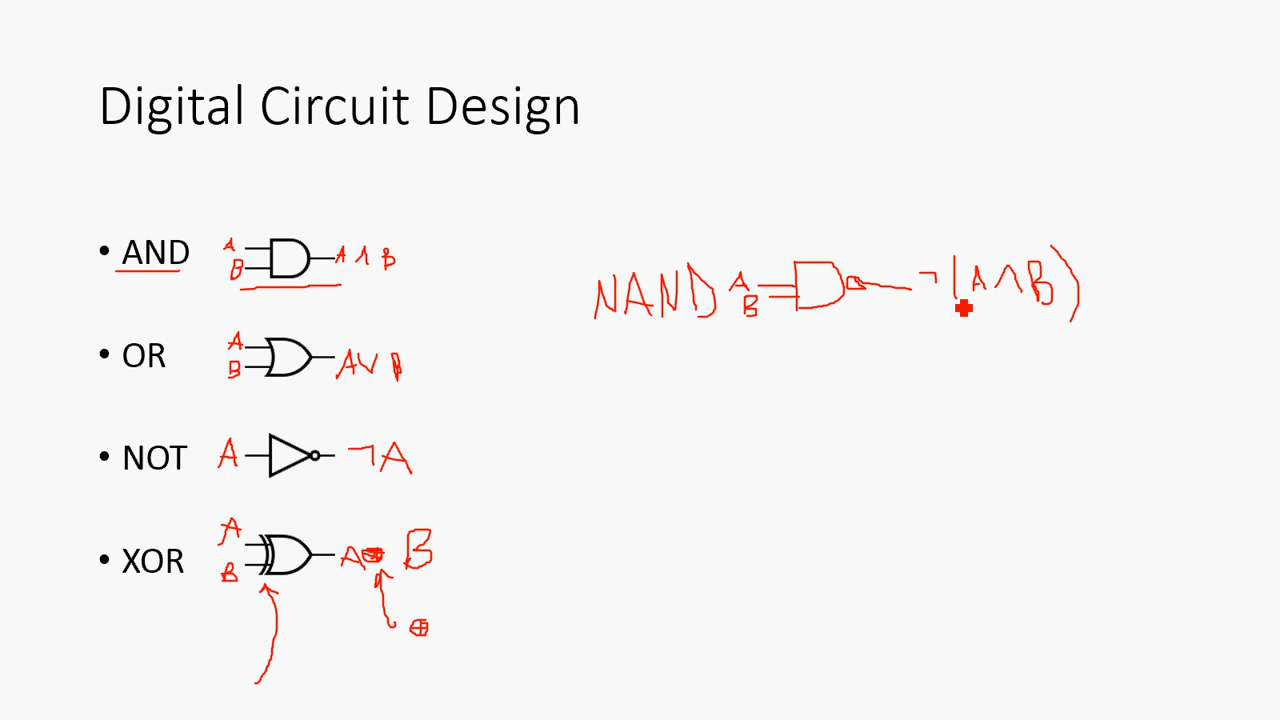 Digital Circuit Design
• AND A B A ∧ B
NAND A B ¬(A ∧ B)
• OR A B A ∨ B
• NOT A ¬A
• XOR A B A ⊕ B
⊕